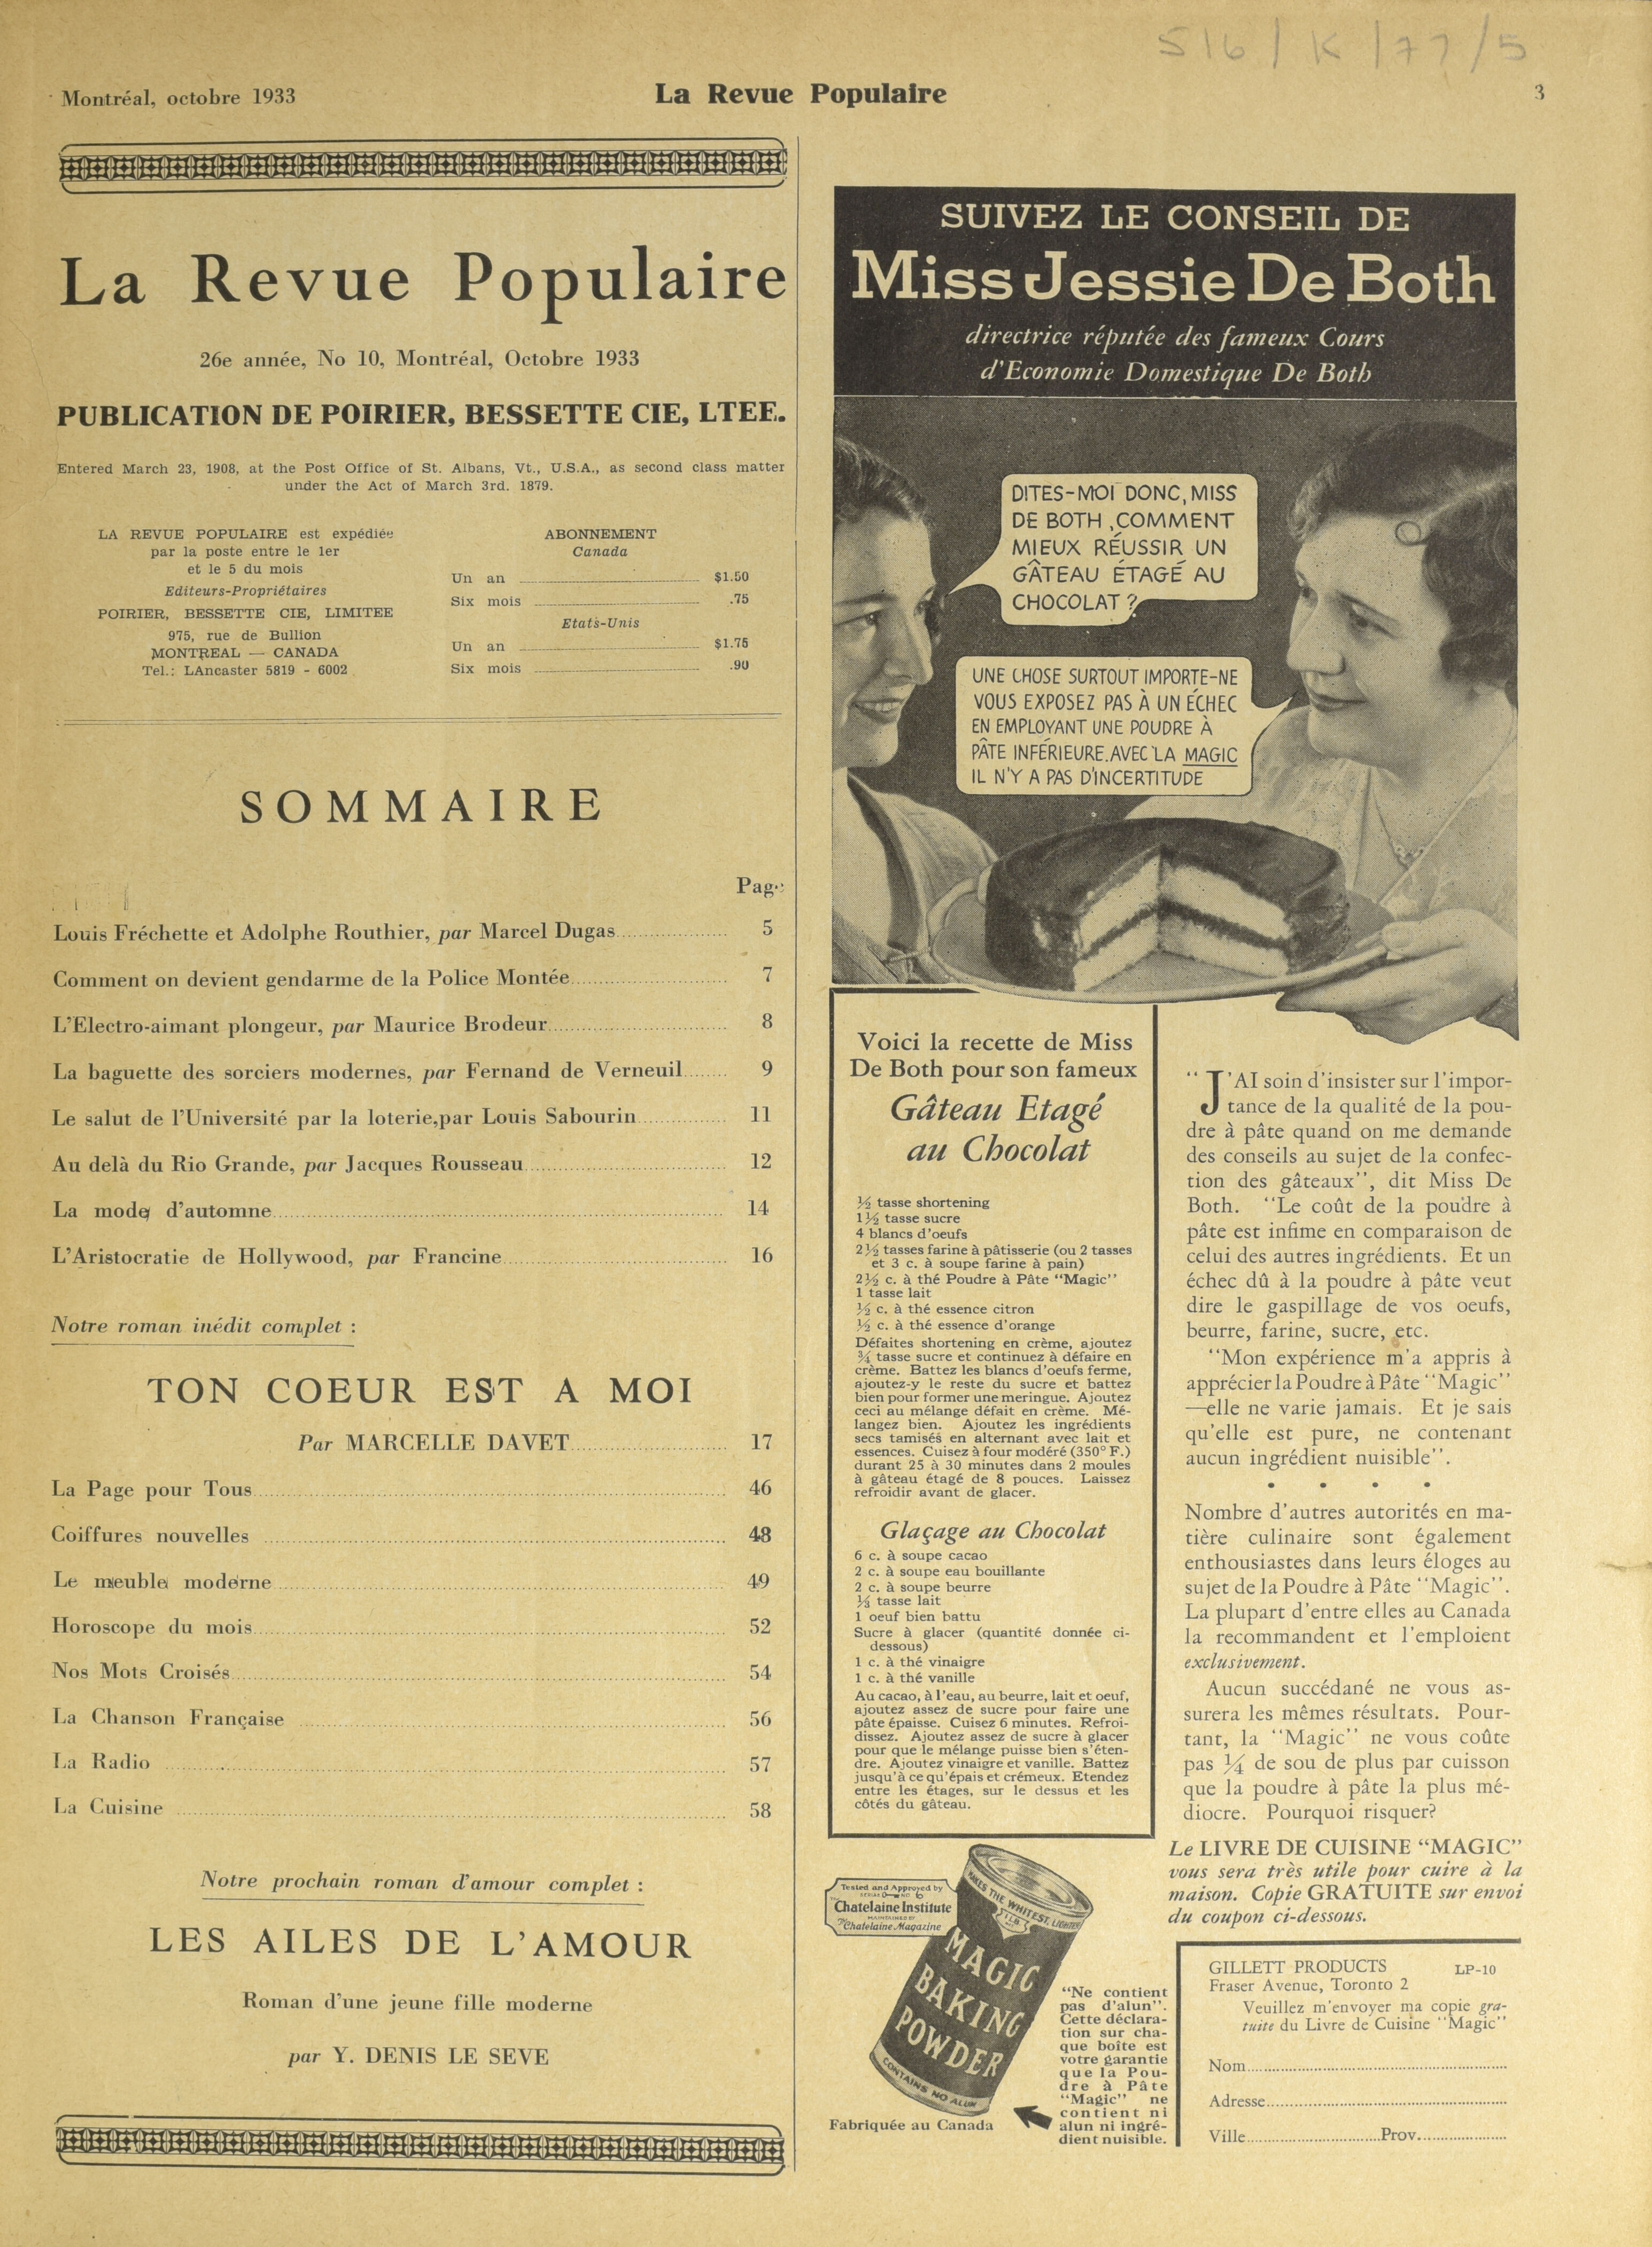 516/K/77/5
Montréal, octobre 1933
La Revue Populaire
3
La Revue Populaire
26e année, No 10, Montréal, Octobre 1933
PUBLICATION DE POIRIER, BESSETTE CIE, LTEE.
Entered March 23, 1908, at the Post Office of St. Albans, Vt., U.S.A., as second class matter
under the Act of March 3rd. 1879.
LA REVUE POPULAIRE est expédiée
par la poste entre le 1er
et le 5 du mois
Editeurs-Propriétaires
POIRIER, BESSETTE CIE, LIMITEE
975, rue de Bullion
MONTREAL — CANADA
Tel.: LAncaster 5819 - 6002
ABONNEMENT
Canada
Un an $1.50
Six mois .75
Etats-Unis
Un an $1.75
Six mois .90
SOMMAIRE
Page
Louis Fréchette et Adolphe Routhier, par Marcel Dugas 5
Comment on devient gendarme de la Police Montée 7
L'Electro-aimant plongeur, par Maurice Brodeur 8
La baguette des sorciers modernes, par Fernand de Verneuil 9
Le salut de l'Université par la loterie,par Louis Sabourin 11
Au delà du Rio Grande, par Jacques Rousseau 12
La mode d'automne 14
L'Aristocratie de Hollywood, par Francine 16
Notre roman inédit complet :
TON COEUR EST A MOI
Par MARCELLE DAVET 17
La Page pour Tous 46
Coiffures nouvelles 48
Le meuble moderne 49
Horoscope du mois 52
Nos Mots Croisés 54
La Chanson Française 56
La Radio 57
La Cuisine 58
Notre prochain roman d'amour complet :
LES AILES DE L'AMOUR
Roman d'une jeune fille moderne
par Y. DENIS LE SEVE
SUIVEZ LE CONSEIL DE
Miss Jessie De Both
directrice réputée des fameux Cours
d'Economie Domestique De Both
DITES-MOI DONC, MISS
DE BOTH, COMMENT
MIEUX RÉUSSIR UN
GÂTEAU ÉTAGÉ AU
CHOCOLAT ?
UNE CHOSE SURTOUT IMPORTE-NE
VOUS EXPOSEZ PAS À UN ÉCHEC
EN EMPLOYANT UNE POUDRE À
PÂTE INFÉRIEURE. AVEC LA MAGIC
IL N'Y A PAS D'INCERTITUDE
Voici la recette de Miss
De Both pour son fameux
Gâteau Etagé
au Chocolat
½ tasse shortening
1½ tasse sucre
4 blancs d'oeufs
2½ tasses farine à pâtisserie (ou 2 tasses
et 3 c. à soupe farine à pain)
2½ c. à thé Poudre à Pâte "Magic"
1 tasse lait
½ c. à thé essence citron
½ c. à thé essence d'orange
Défaites shortening en crème, ajoutez
¾ tasse sucre et continuez à défaire en
crème. Battez les blancs d'oeufs ferme,
ajoutez-y le reste du sucre et battez
bien pour former une meringue. Ajoutez
ceci au mélange défait en crème. Mé-
langez bien. Ajoutez les ingrédients
secs tamisés en alternant avec lait et
essences. Cuisez à four modéré (350° F.)
durant 25 à 30 minutes dans 2 moules
à gâteau étagé de 8 pouces. Laissez
refroidir avant de glacer.
Glaçage au Chocolat
6 c. à soupe cacao
2 c. à soupe eau bouillante
2 c. à soupe beurre
tasse lait
1 oeuf bien battu
Sucre à glacer (quantité donnée ci-
dessous)
1 c. à thé vinaigre
1 c. à thé vanille
Au cacao, à l'eau, au beurre, lait et oeuf,
ajoutez assez de sucre pour faire une
pâte épaisse. Cuisez 6 minutes. Refroi-
dissez. Ajoutez assez de sucre à glacer
pour que le mélange puisse bien s'éten-
dre. Ajoutez vinaigre et vanille. Battez
jusqu'à ce qu'épais et crémeux. Etendez
entre les étages, sur le dessus et les
côtés du gâteau.
"J'AI soin d'insister sur l'impor-
tance de la qualité de la pou-
dre à pâte quand on me demande
des conseils au sujet de la confec-
tion des gâteaux", dit Miss De
Both. "Le coût de la poudre à
pâte est infime en comparaison de
celui des autres ingrédients. Et un
échec dû à la poudre à pâte veut
dire le gaspillage de vos oeufs,
beurre, farine, sucre, etc.
"Mon expérience m'a appris à
apprécier la Poudre à Pâte "Magic"
—elle ne varie jamais. Et je sais
qu'elle est pure, ne contenant
aucun ingrédient nuisible".
• • • •
Nombre d'autres autorités en ma-
tière culinaire sont également
enthousiastes dans leurs éloges au
sujet de la Poudre à Pâte "Magic".
La plupart d'entre elles au Canada
la recommandent et l'emploient
exclusivement.
Aucun succédané ne vous as-
surera les mêmes résultats. Pour-
tant, la "Magic" ne vous coûte
pas ¼ de sou de plus par cuisson
que la poudre à pâte la plus mé-
diocre. Pourquoi risquer?
Le LIVRE DE CUISINE "MAGIC"
vous sera très utile pour cuire à la
maison. Copie GRATUITE sur envoi
du coupon ci-dessous.
Tested and Approved by
SERIAL No 6
The Chatelaine Institute
MAINTAINED BY
The Chatelaine Magazine
MAKES THE WHITEST, LIGHTEST
1 LB
MAGIC
BAKING
POWDER
CONTAINS NO ALUM
Fabriquée au Canada
"Ne contient
pas d'alun".
Cette déclara-
tion sur cha-
que boîte est
votre garantie
que la Pou-
dre à Pâte
"Magic" ne
contient ni
alun ni ingré-
dient nuisible.
GILLETT PRODUCTS LP-10
Fraser Avenue, Toronto 2
Veuillez m'envoyer ma copie gra-
tuite du Livre de Cuisine "Magic"
Nom
Adresse
Ville Prov.